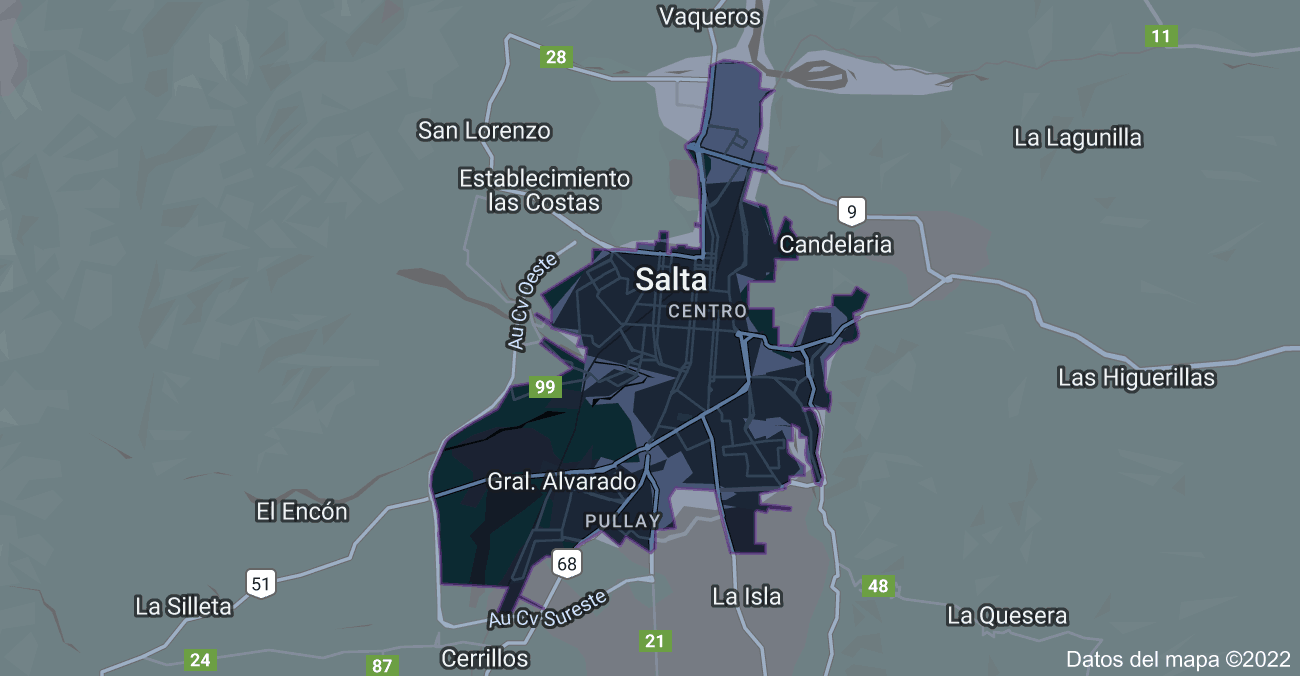 Vaqueros
11
28
San Lorenzo
La Lagunilla
Establecimiento
las Costas
9
Candelaria
Au Cv Oeste
Salta
CENTRO
99
Las Higuerillas
Gral. Alvarado
El Encón
PULLAY
68
51
48
La Silleta
La Isla
Au Cv Sureste
La Quesera
21
24
87
Cerrillos
Datos del mapa ©2022